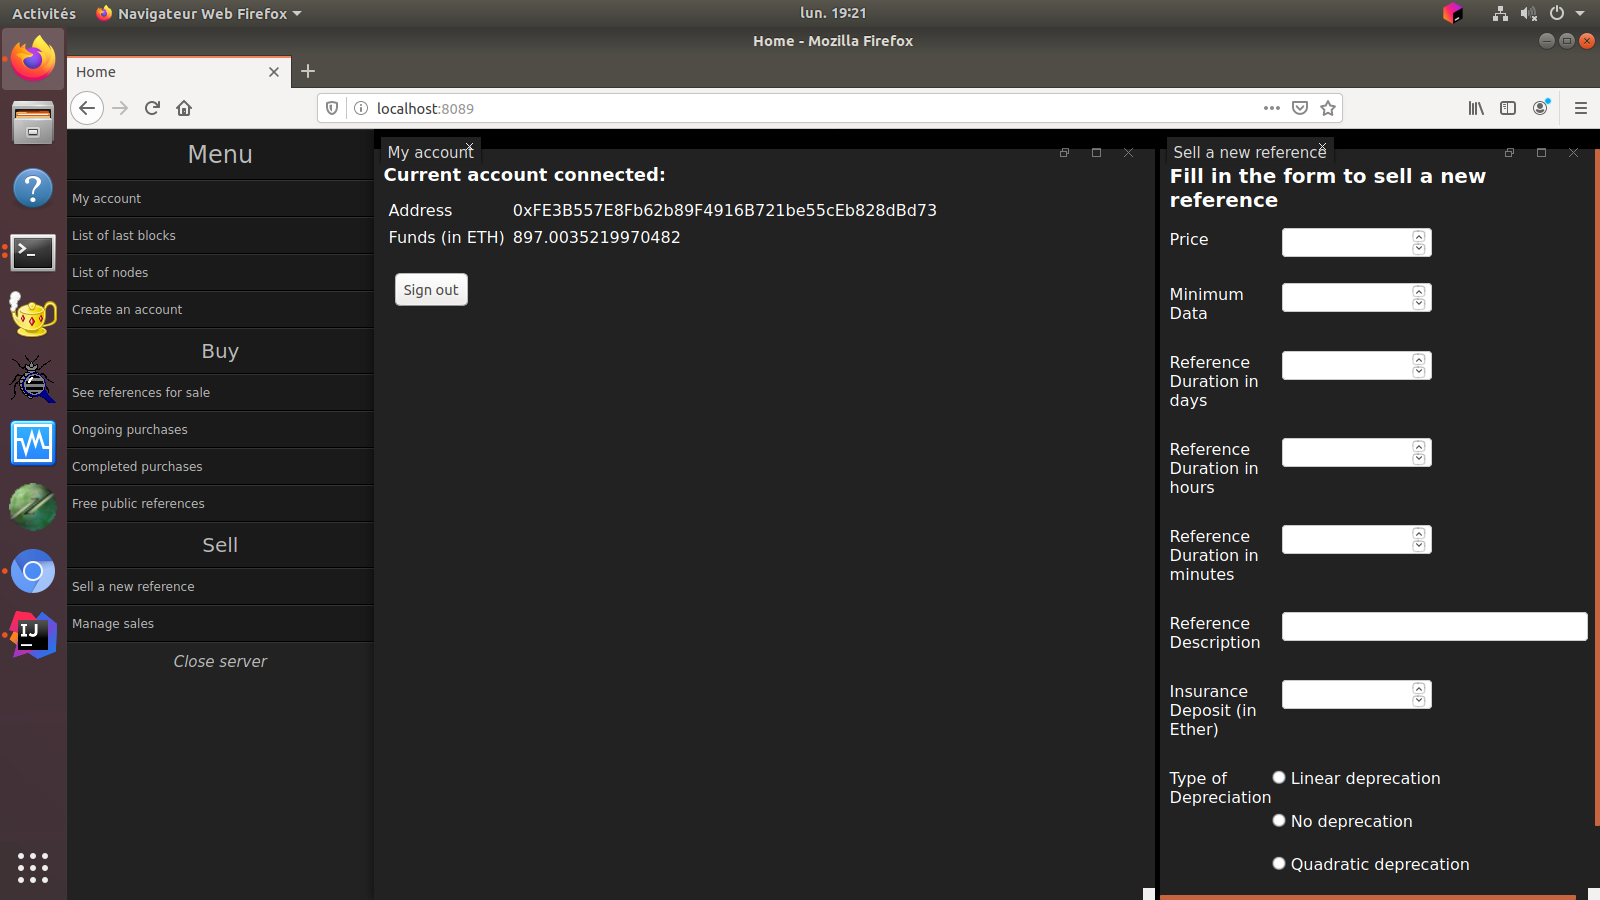 Activités
Navigateur Web Firefox
lun. 19:21
Home - Mozilla Firefox
Home
localhost:8089
Menu
My account
List of last blocks
List of nodes
Create an account
Buy
See references for sale
Ongoing purchases
Completed purchases
Free public references
Sell
Sell a new reference
Manage sales
Close server
My account
Current account connected:
Address 0xFE3B557E8Fb62b89F4916B721be55cEb828dBd73
Funds (in ETH) 897.0035219970482
Sign out
Sell a new reference
Fill in the form to sell a new
reference
Price
Minimum
Data
Reference
Duration in
days
Reference
Duration in
hours
Reference
Duration in
minutes
Reference
Description
Insurance
Deposit (in
Ether)
Type of
Depreciation
Linear deprecation
No deprecation
Quadratic deprecation
IJ